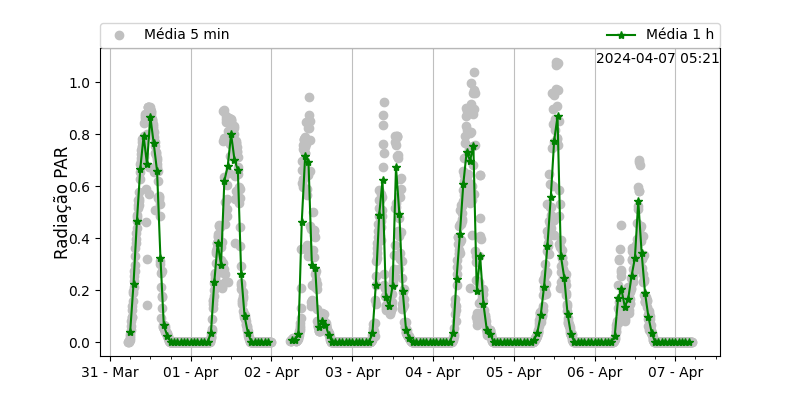 Média 5 min
Média 1 h
2024-04-07 05:21
Radiação PAR
1.0
0.8
0.6
0.4
0.2
0.0
31 - Mar
01 - Apr
02 - Apr
03 - Apr
04 - Apr
05 - Apr
06 - Apr
07 - Apr